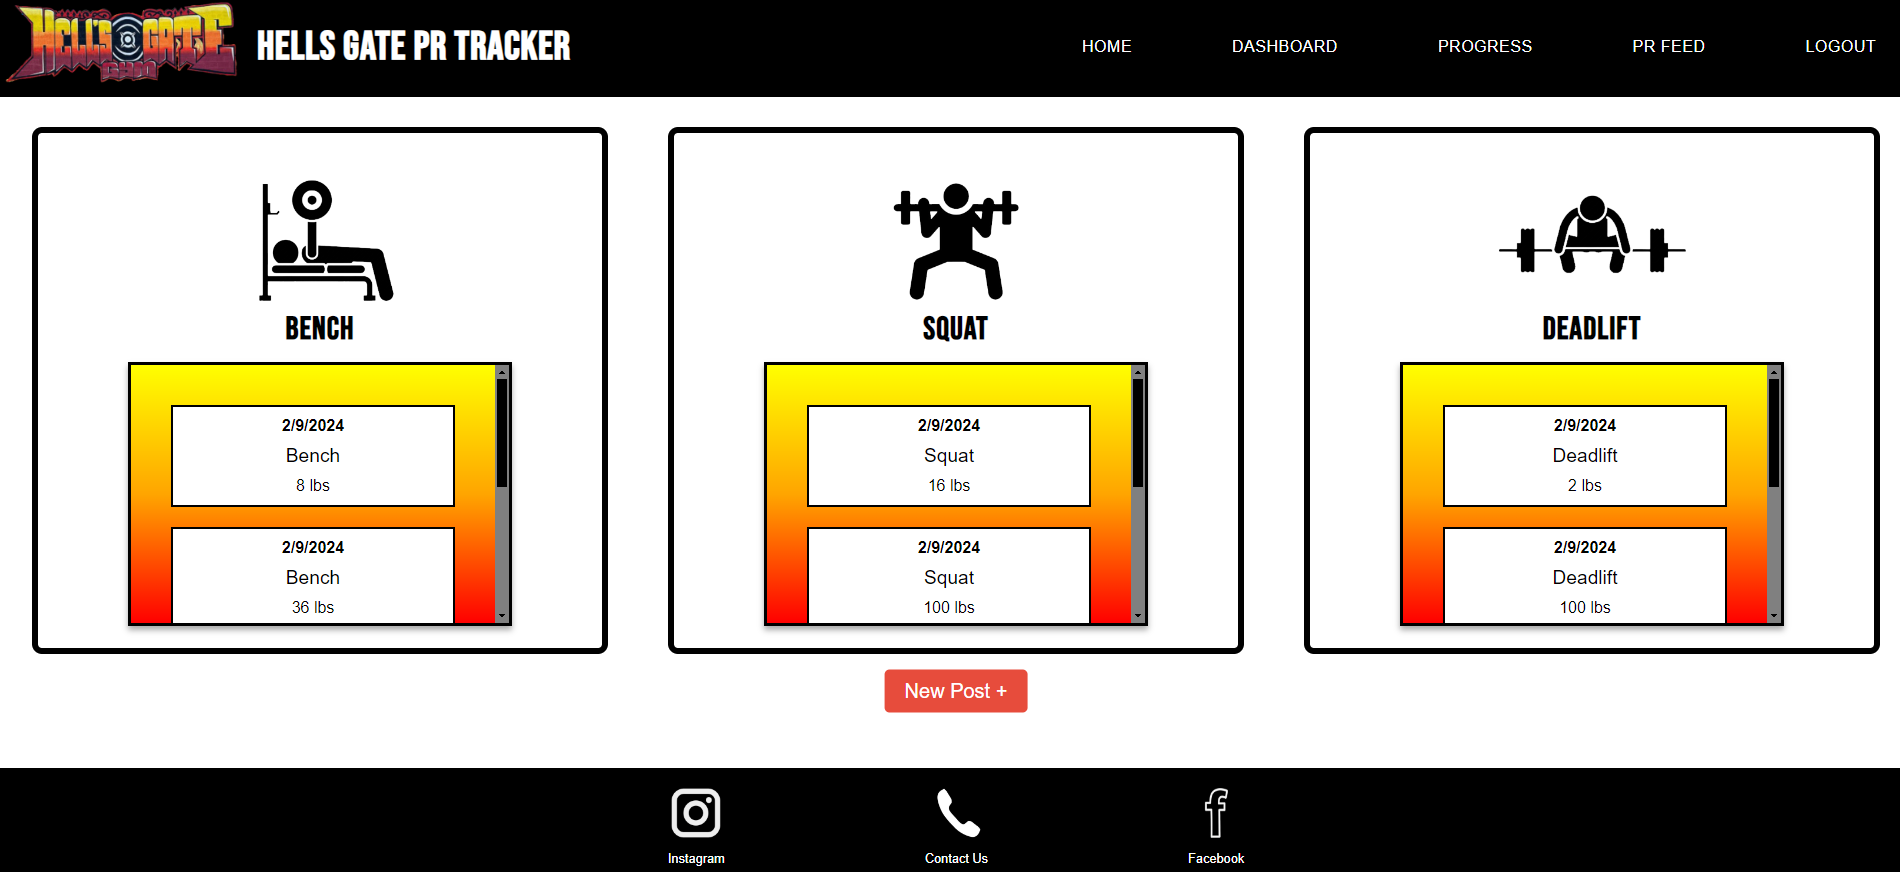 HELL'S GATE
GYM
HELLS GATE PR TRACKER
HOME
DASHBOARD
PROGRESS
PR FEED
LOGOUT
BENCH
2/9/2024
Bench
8 lbs
2/9/2024
Bench
36 lbs
SQUAT
2/9/2024
Squat
16 lbs
2/9/2024
Squat
100 lbs
DEADLIFT
2/9/2024
Deadlift
2 lbs
2/9/2024
Deadlift
100 lbs
New Post +
Instagram
Contact Us
Facebook